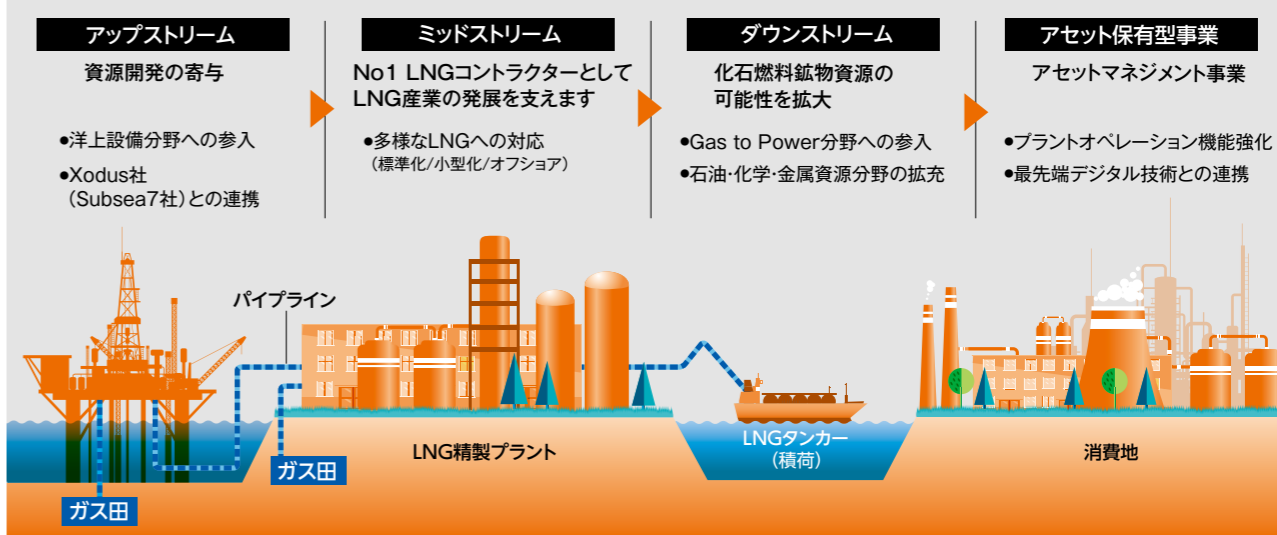 アップストリーム
資源開発の寄与
●洋上設備分野への参入
●Xodus社
（Subsea7社）との連携
ミッドストリーム
No1 LNGコントラクターとして
LNG産業の発展を支えます
●多様なLNGへの対応
（標準化/小型化/オフショア）
ダウンストリーム
化石燃料鉱物資源の
可能性を拡大
●Gas to Power分野への参入
●石油・化学・金属資源分野の拡充
アセット保有型事業
アセットマネジメント事業
●プラントオペレーション機能強化
●最先端デジタル技術との連携
パイプライン
LNG精製プラント
LNGタンカー
（積荷）
消費地
ガス田
ガス田